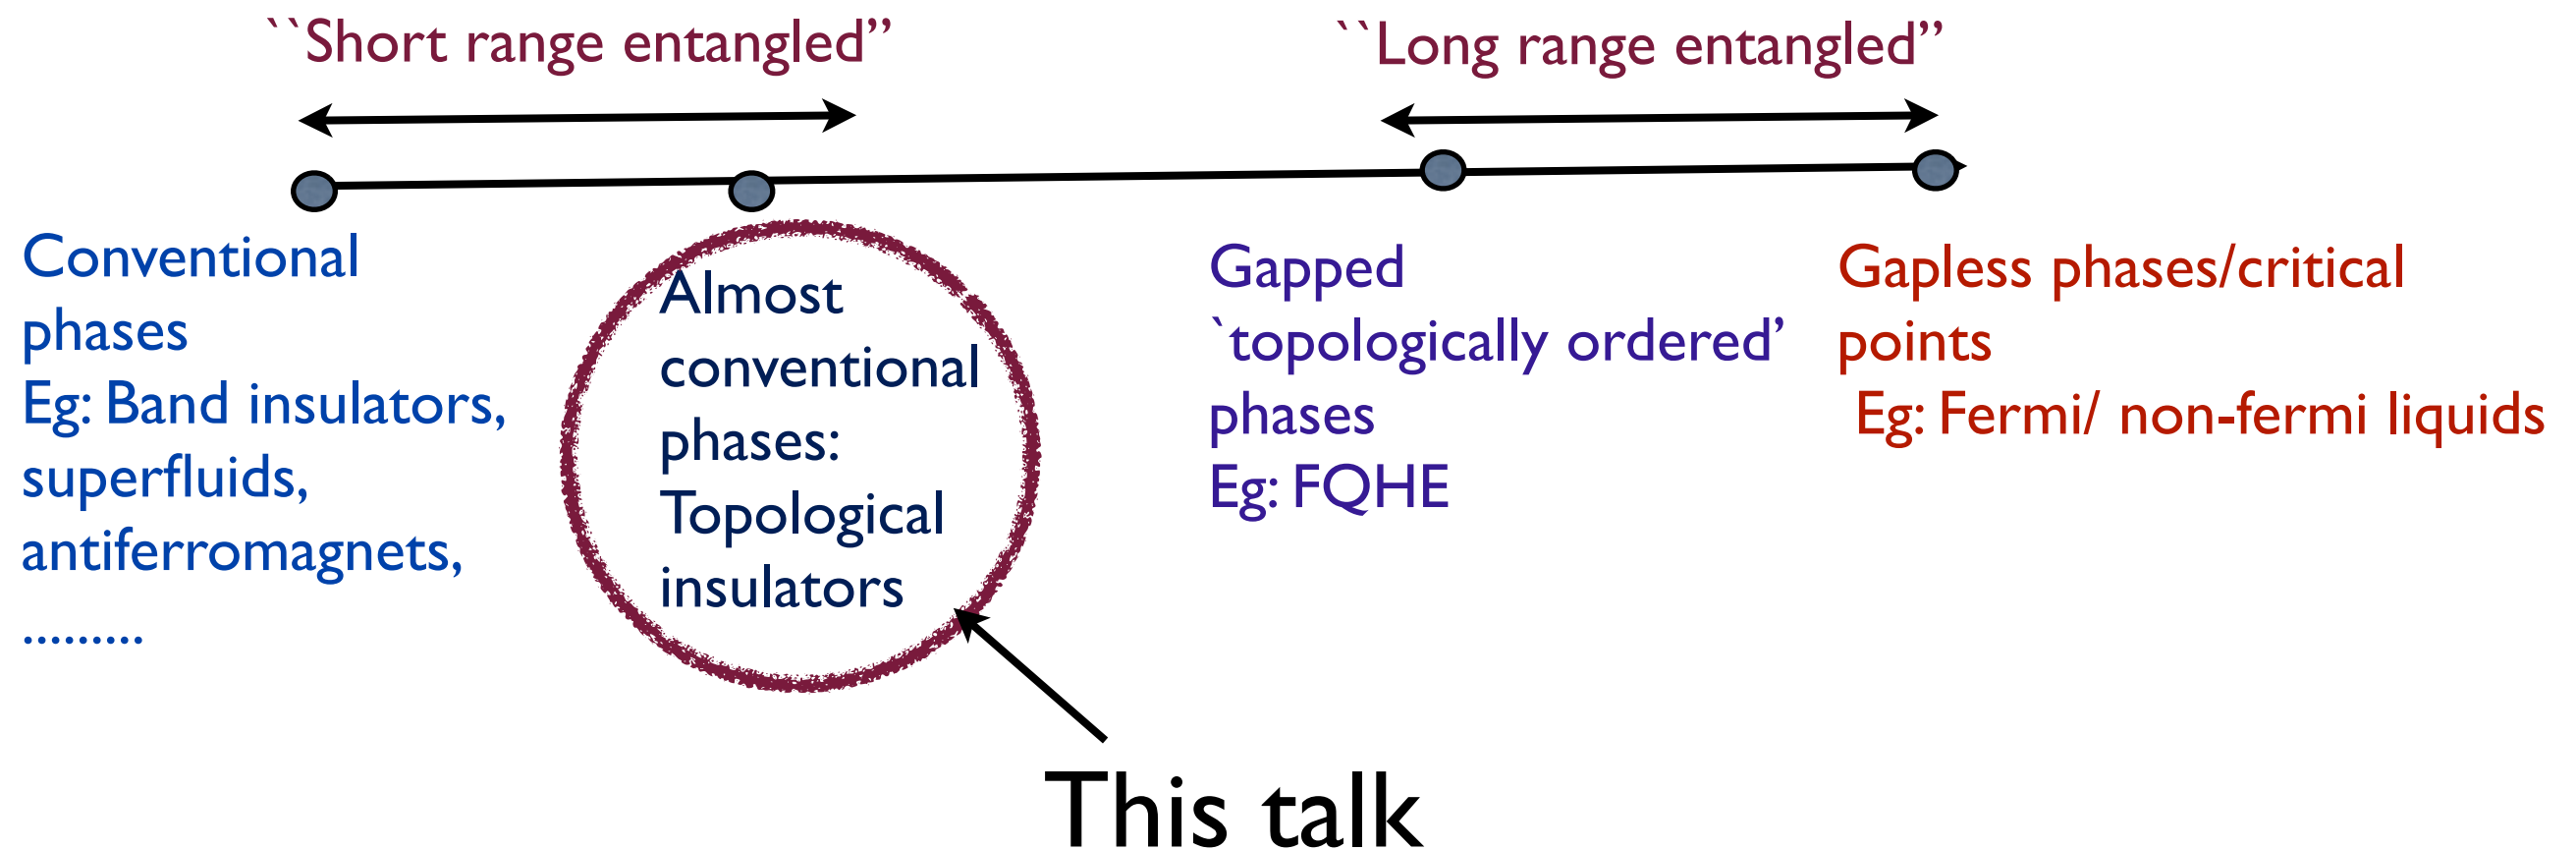 ``Short range entangled”
``Long range entangled”
Conventional
phases
Eg: Band insulators,
superfluids,
antiferromagnets,
.........
Almost
conventional
phases:
Topological
insulators
Gapped
`topologically ordered’
phases
Eg: FQHE
Gapless phases/critical
points
Eg: Fermi/ non-fermi liquids
This talk